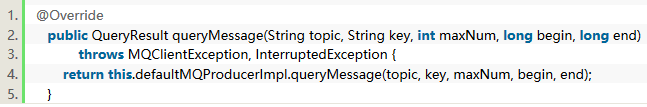 1. @Override
2. public QueryResult queryMessage(String topic, String key, int maxNum, long begin, long end)
3. throws MQClientException, InterruptedException {
4. return this.defaultMQProducerImpl.queryMessage(topic, key, maxNum, begin, end);
5. }